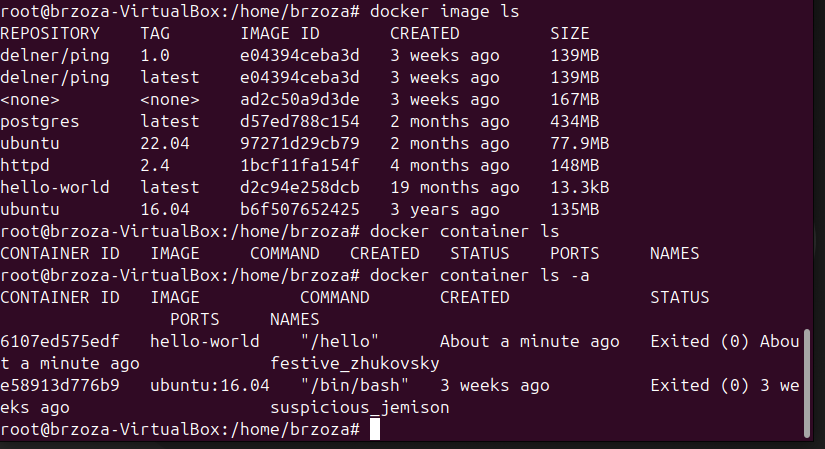 root@brzoza-VirtualBox:/home/brzoza# docker image ls
REPOSITORY    TAG       IMAGE ID       CREATED         SIZE
delner/ping   1.0       e04394ceba3d   3 weeks ago     139MB
delner/ping   latest    e04394ceba3d   3 weeks ago     139MB
<none>        <none>    ad2c50a9d3de   3 weeks ago     167MB
postgres      latest    d57ed788c154   2 months ago    434MB
ubuntu        22.04     97271d29cb79   2 months ago    77.9MB
httpd         2.4       1bcf11fa154f   4 months ago    148MB
hello-world   latest    d2c94e258dcb   19 months ago   13.3kB
ubuntu        16.04     b6f507652425   3 years ago     135MB
root@brzoza-VirtualBox:/home/brzoza# docker container ls
CONTAINER ID   IMAGE     COMMAND   CREATED   STATUS    PORTS     NAMES
root@brzoza-VirtualBox:/home/brzoza# docker container ls -a
CONTAINER ID   IMAGE          COMMAND       CREATED              STATUS
                 PORTS     NAMES
6107ed575edf   hello-world    "/hello"      About a minute ago   Exited (0) Abou
t a minute ago             festive_zhukovsky
e58913d776b9   ubuntu:16.04   "/bin/bash"   3 weeks ago          Exited (0) 3 we
eks ago                    suspicious_jemison
root@brzoza-VirtualBox:/home/brzoza#